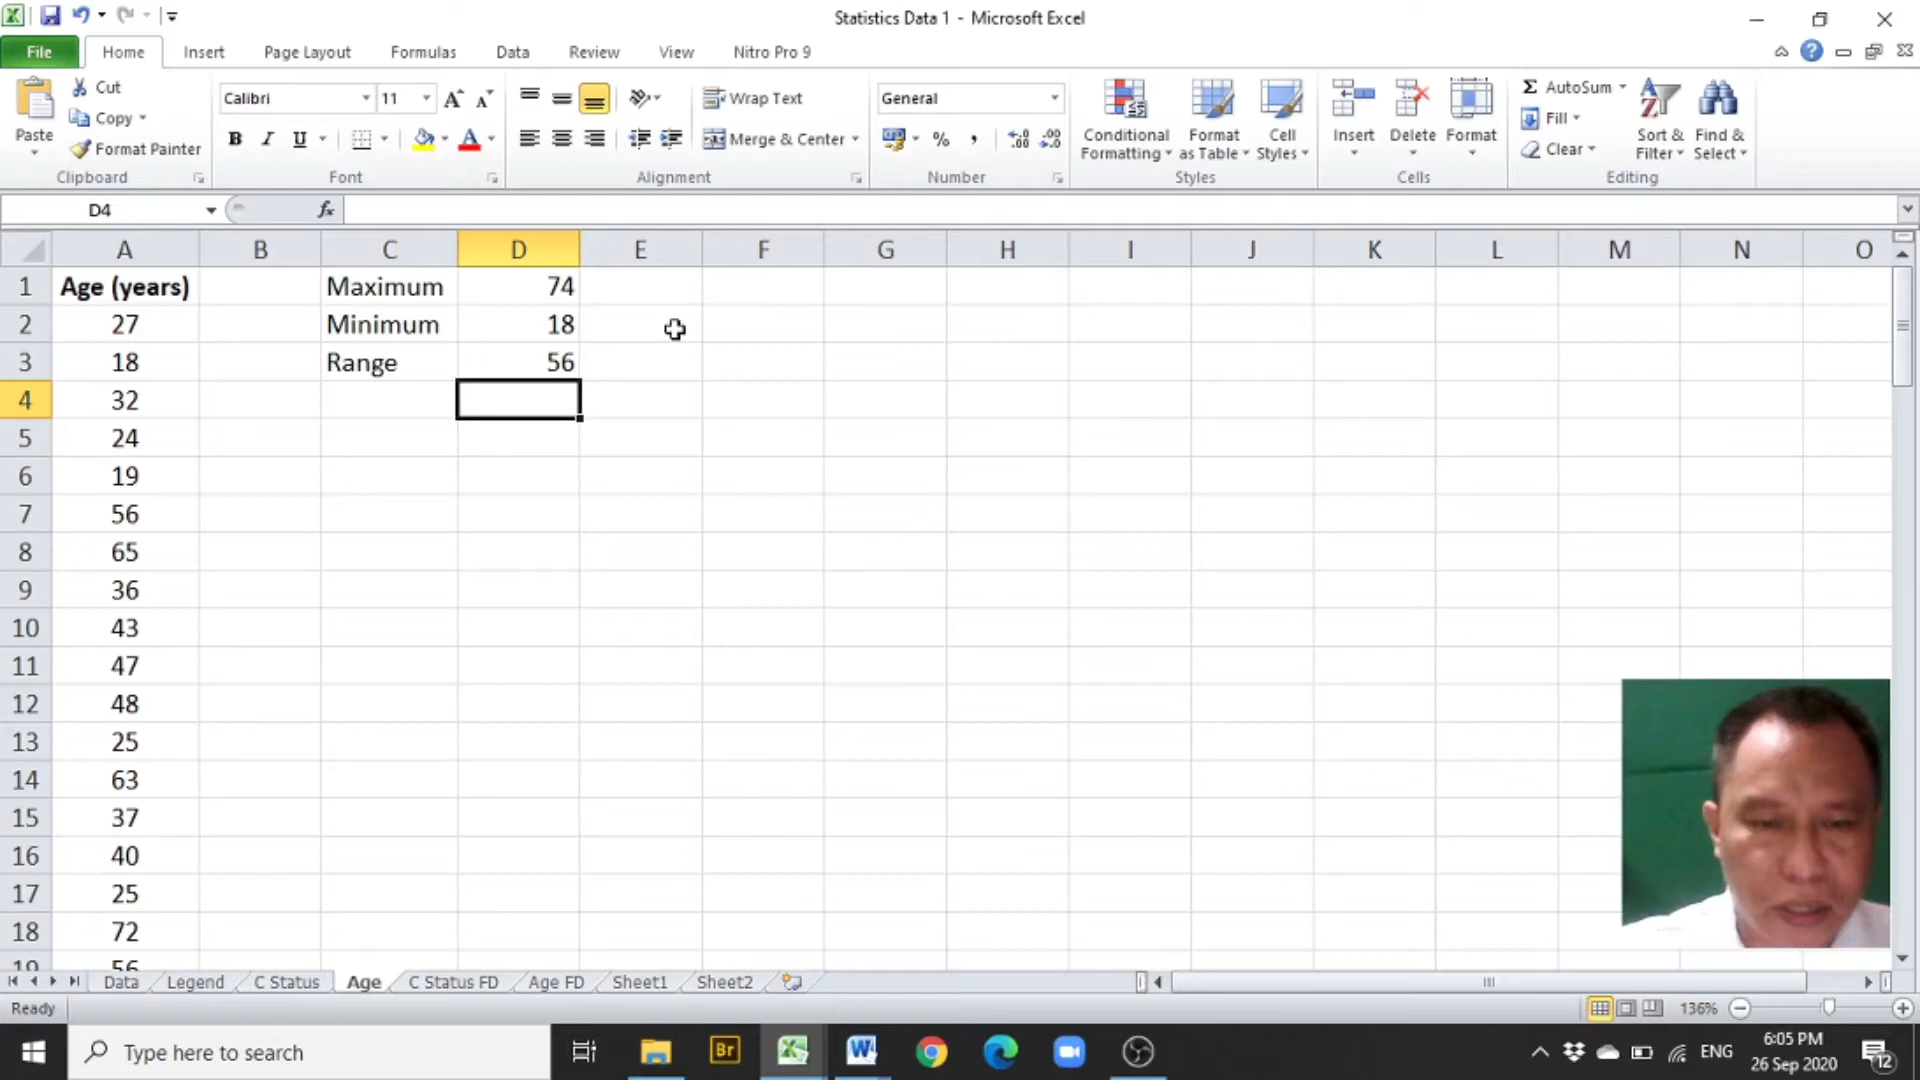 Statistics Data 1 - Microsoft Excel
File Home Insert Page Layout Formulas Data Review View Nitro Pro 9
Paste
Cut
Copy
Format Painter
Clipboard
Calibri 11
B I U A
Font
Wrap Text
Merge & Center
Alignment
General
% ,
Number
Conditional Formatting
Format as Table
Cell Styles
Styles
Insert Delete Format
Cells
Σ AutoSum
Fill
Clear
Sort & Filter
Find & Select
Editing
D4 fx
A B C D E F G H I J K L M N O
1 Age (years) Maximum 74
2 27 Minimum 18
3 18 Range 56
4 32
5 24
6 19
7 56
8 65
9 36
10 43
11 47
12 48
13 25
14 63
15 37
16 40
17 25
18 72
19 56
Data Legend C Status Age C Status FD Age FD Sheet1 Sheet2
Ready 136%
Type here to search
Br
W
ENG
6:05 PM
26 Sep 2020
12